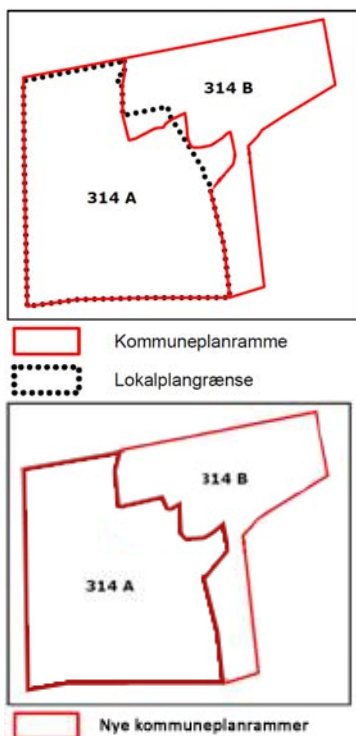 314 B
314 A
Kommuneplanramme
Lokalplangrænse
314 B
314 A
Nye kommuneplanrammer